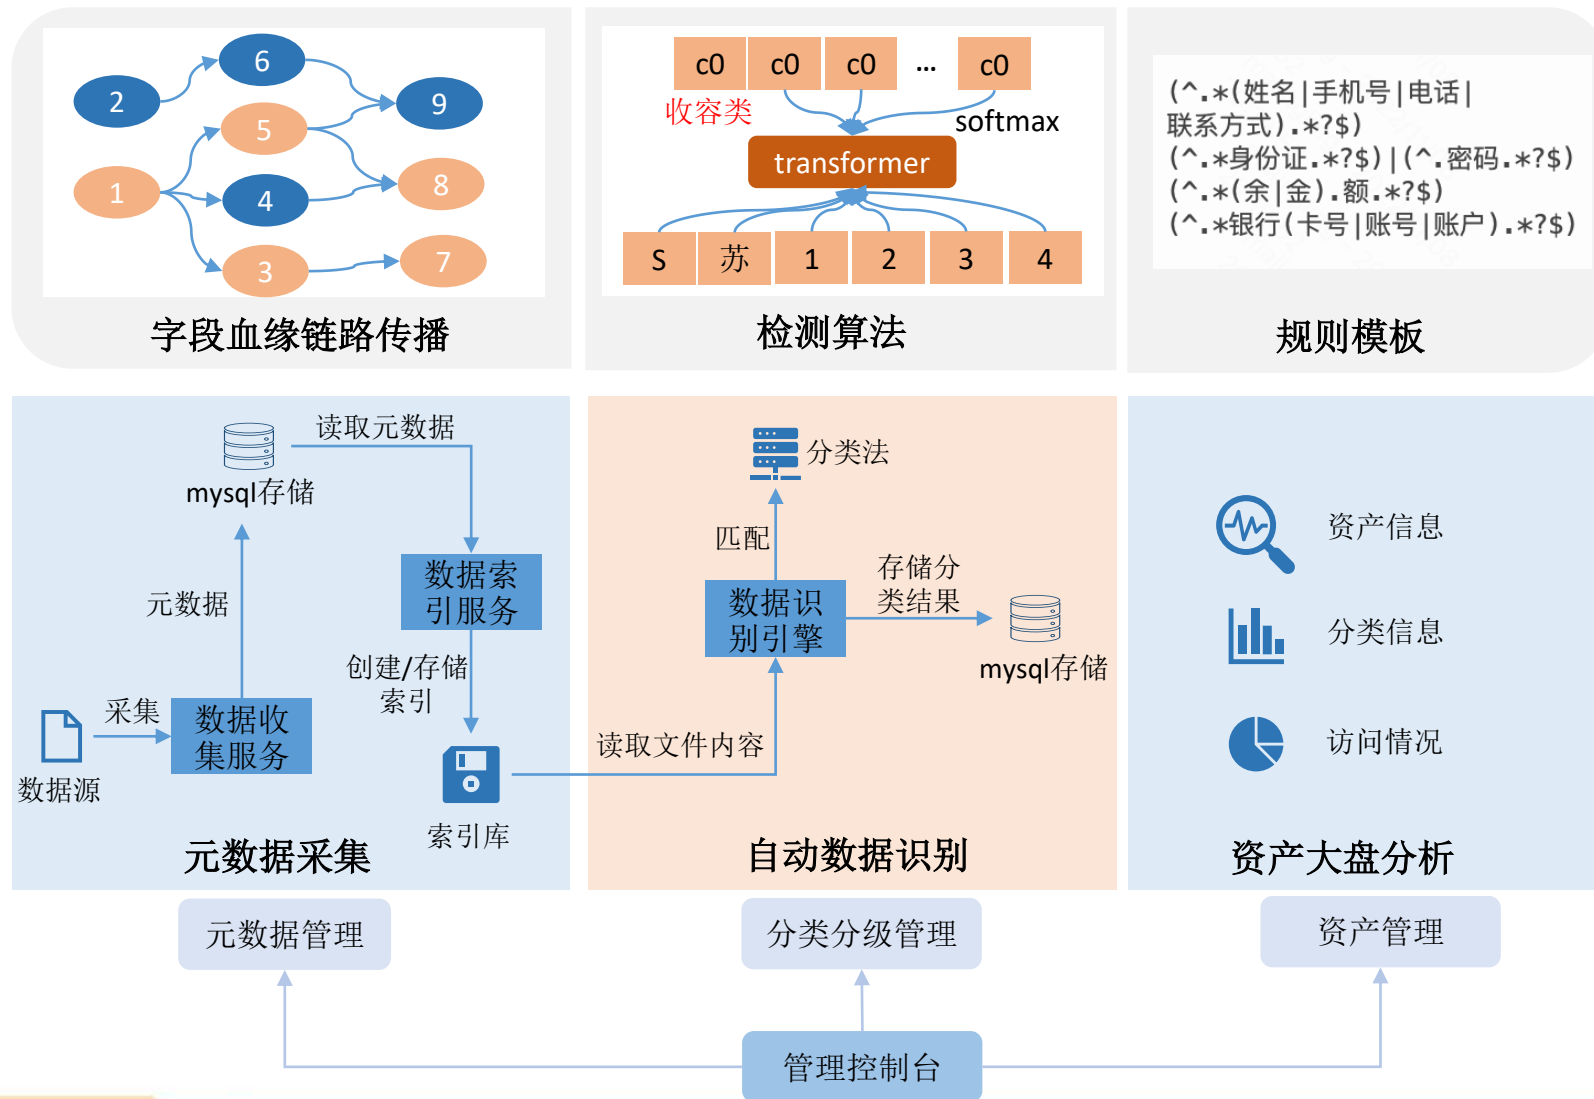 2
6
9
5
1
4
8
3
7
字段血缘链路传播
c0 c0 c0 ... c0
收容类
softmax
transformer
S 苏 1 2 3 4
检测算法
(^.*(姓名|手机号|电话|
联系方式).*?$)
(^.*身份证.*?$)|(^.密码.*?$)
(^.*(余|金).额.*?$)
(^.*银行(卡号|账号|账户).*?$)
规则模板
读取元数据
mysql存储
元数据
数据索
引服务
创建/存储
索引
采集
数据收
集服务
数据源
索引库
元数据采集
分类法
匹配
数据识
别引擎
存储分
类结果
mysql存储
读取文件内容
自动数据识别
资产信息
分类信息
访问情况
资产大盘分析
元数据管理
分类分级管理
资产管理
管理控制台